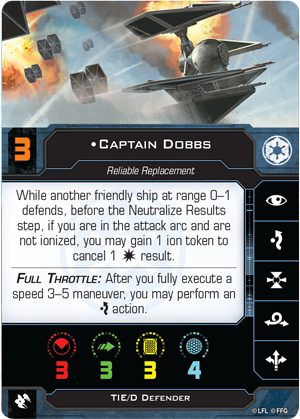 3
•Captain Dobbs
Reliable Replacement
While another friendly ship at range 0–1
defends, before the Neutralize Results
step, if you are in the attack arc and are
not ionized, you may gain 1 ion token to
cancel 1 result.
Full Throttle: After you fully execute a
speed 3–5 maneuver, you may perform an
action.
3 3 3 4
TIE/D Defender
©LFL ©FFG